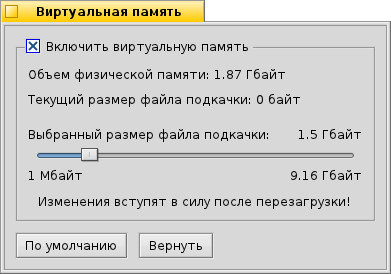 Виртуальная память
Включить виртуальную память
Объем физической памяти: 1.87 Гбайт
Текущий размер файла подкачки: 0 байт
Выбранный размер файла подкачки: 1.5 Гбайт
1 Мбайт 9.16 Гбайт
Изменения вступят в силу после перезагрузки!
По умолчанию Вернуть